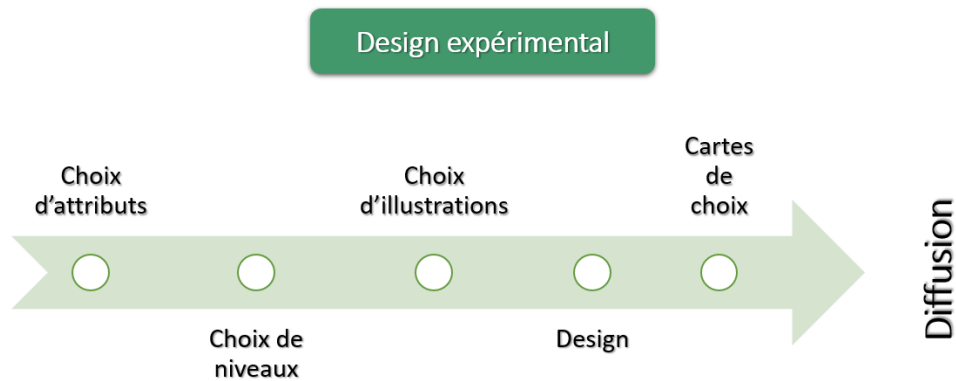 Design expérimental
Choix
d'attributs
Choix de
niveaux
Choix
d'illustrations
Design
Cartes
de
choix
Diffusion